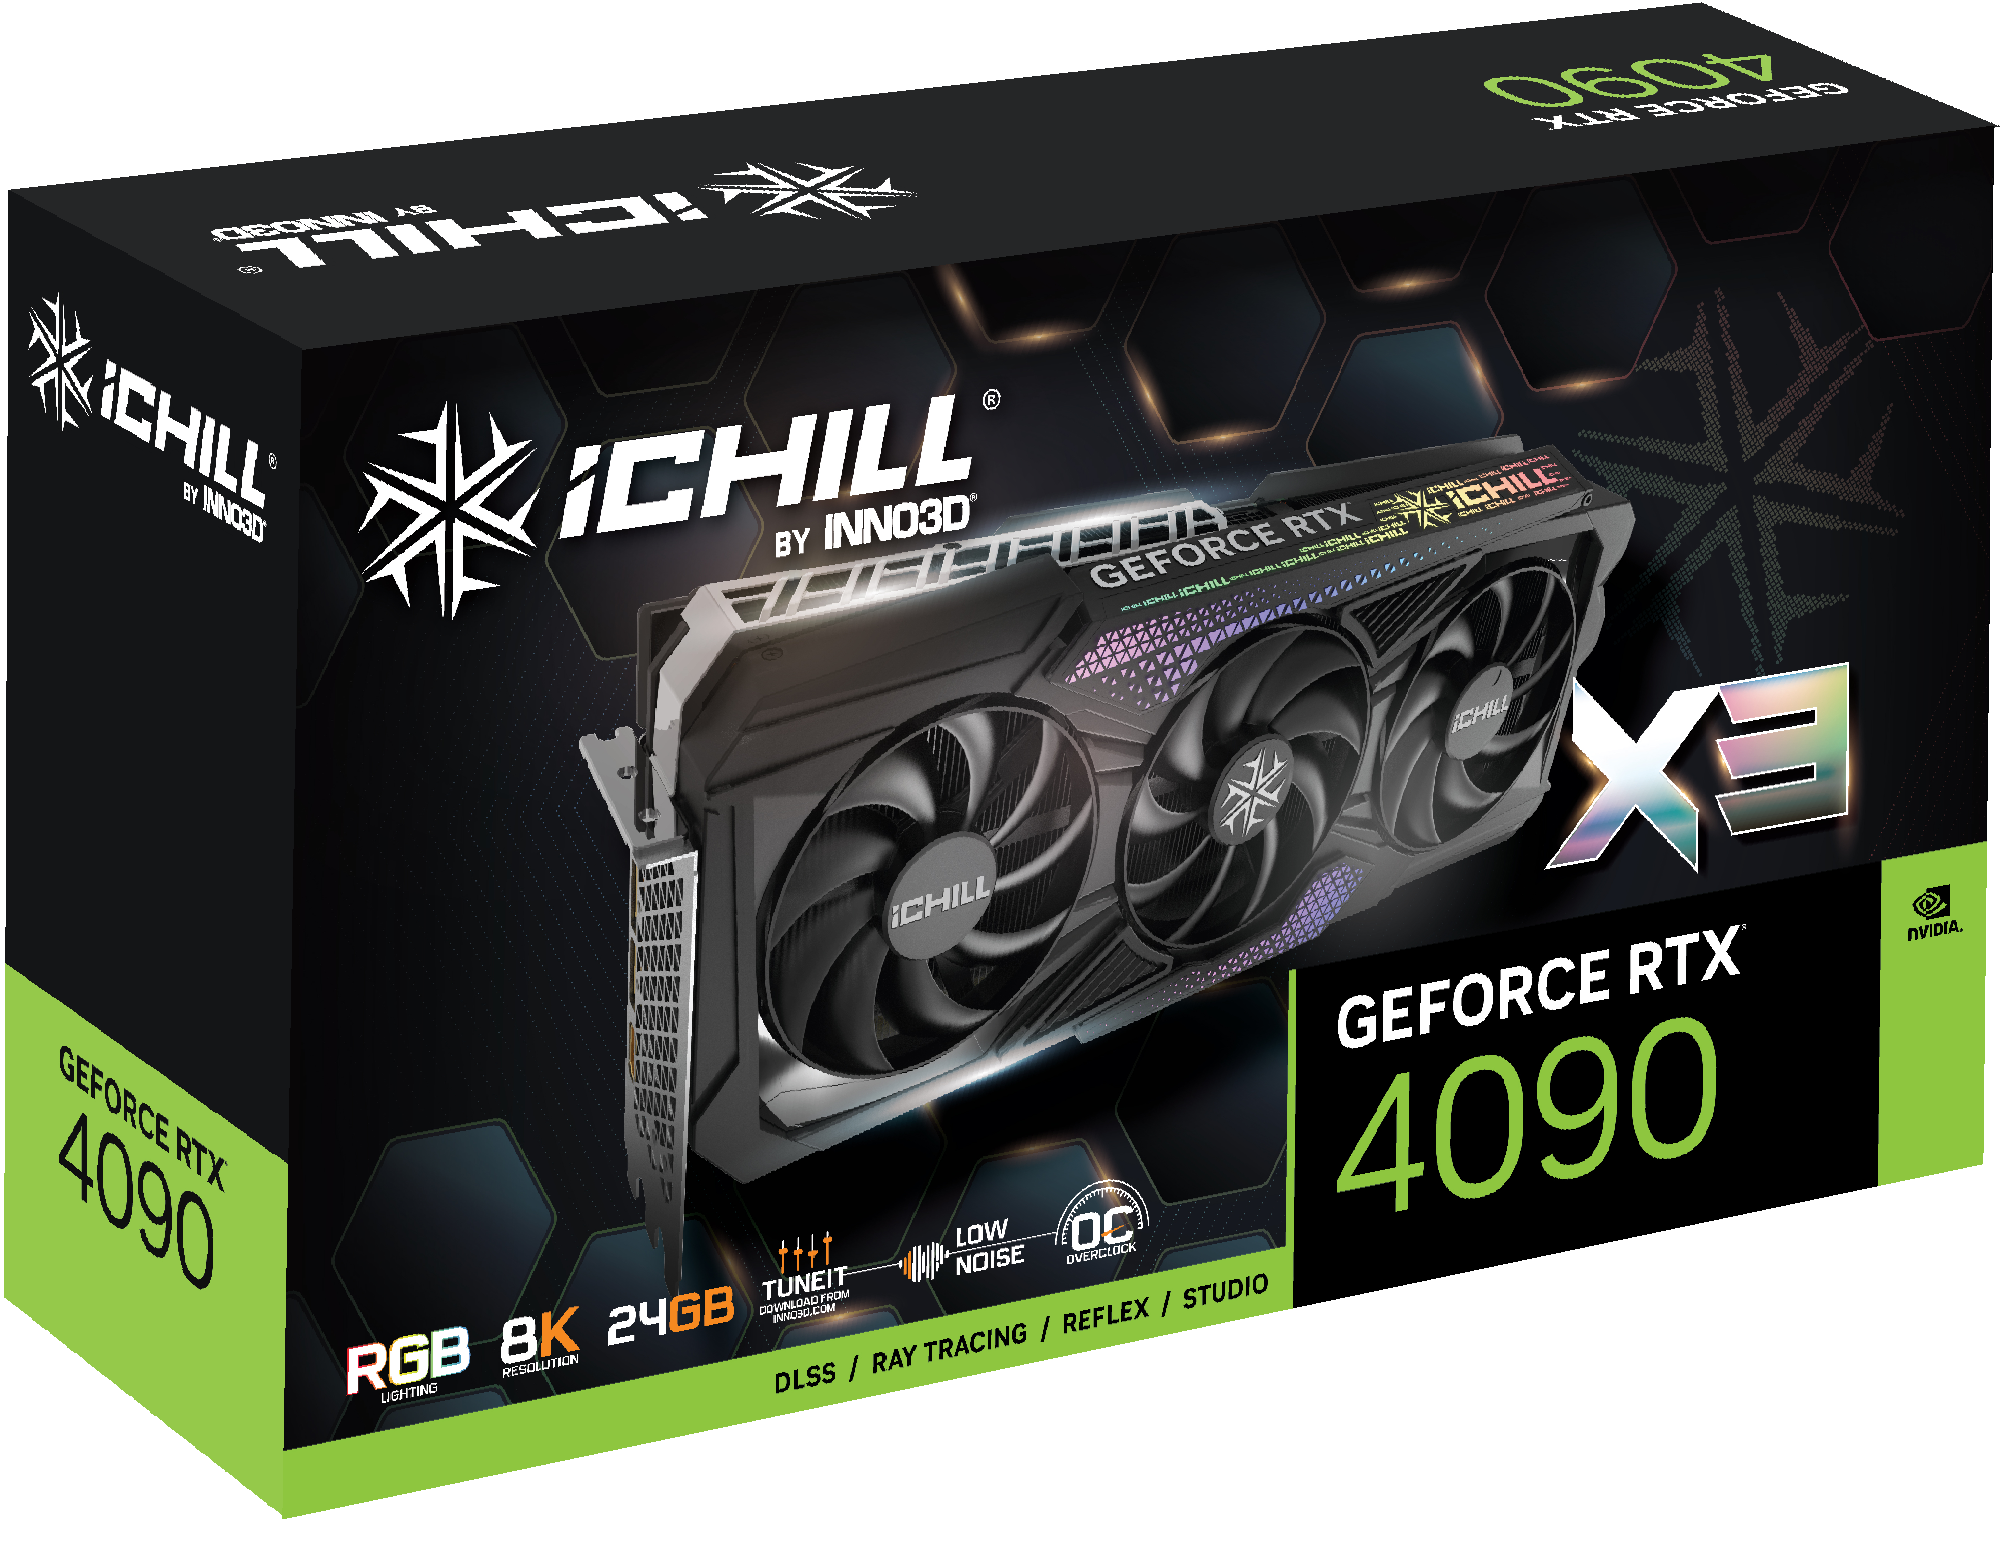 GEFORCE RTX
4090
iCHILL®
BY INNO3D®
iCHILL®
BY INNO3D®
GEFORCE RTX
4090
iCHILL®
BY INNO3D®
GEFORCE RTX
iCHILL
iCHILL
iCHILL
X3
NVIDIA.
GEFORCE RTX
4090
RGB
LIGHTING
8K
RESOLUTION
24GB
TUNEIT
DOWNLOAD FROM
INNO3D.COM
LOW
NOISE
OC
OVERCLOCK
DLSS / RAY TRACING / REFLEX / STUDIO